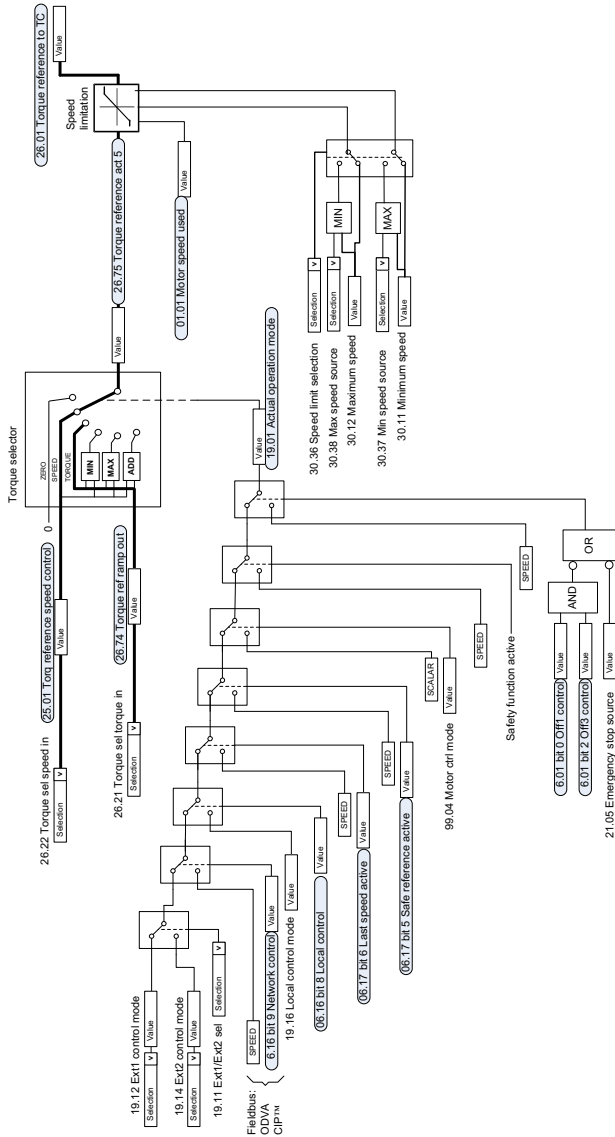 26.22 Torque sel speed in
Selection
v
25.01 Torq reference speed control
Value
0
26.21 Torque sel torque in
Selection
v
26.74 Torque ref ramp out
Value
Torque selector
ZERO
SPEED
TORQUE
MIN
MAX
ADD
Value
26.75 Torque reference act 5
01.01 Motor speed used
Value
Speed
limitation
26.01 Torque reference to TC
Value
19.12 Ext1 control mode
Selection
v
Value
19.14 Ext2 control mode
Selection
v
Value
19.11 Ext1/Ext2 sel
Selection
v
Fieldbus:
ODVA
CIP™
SPEED
6.16 bit 9 Network control
Value
19.16 Local control mode
Value
06.16 bit 8 Local control
Value
SPEED
06.17 bit 6 Last speed active
Value
SPEED
06.17 bit 5 Safe reference active
Value
SCALAR
99.04 Motor ctrl mode
Value
SPEED
Safety function active
SPEED
6.01 bit 0 Off1 control
Value
6.01 bit 2 Off3 control
Value
AND
OR
21.05 Emergency stop source
Value
Value
19.01 Actual operation mode
30.36 Speed limit selection
Selection
v
30.38 Max speed source
Selection
v
MIN
30.12 Maximum speed
Value
30.37 Min speed source
Selection
v
MAX
30.11 Minimum speed
Value